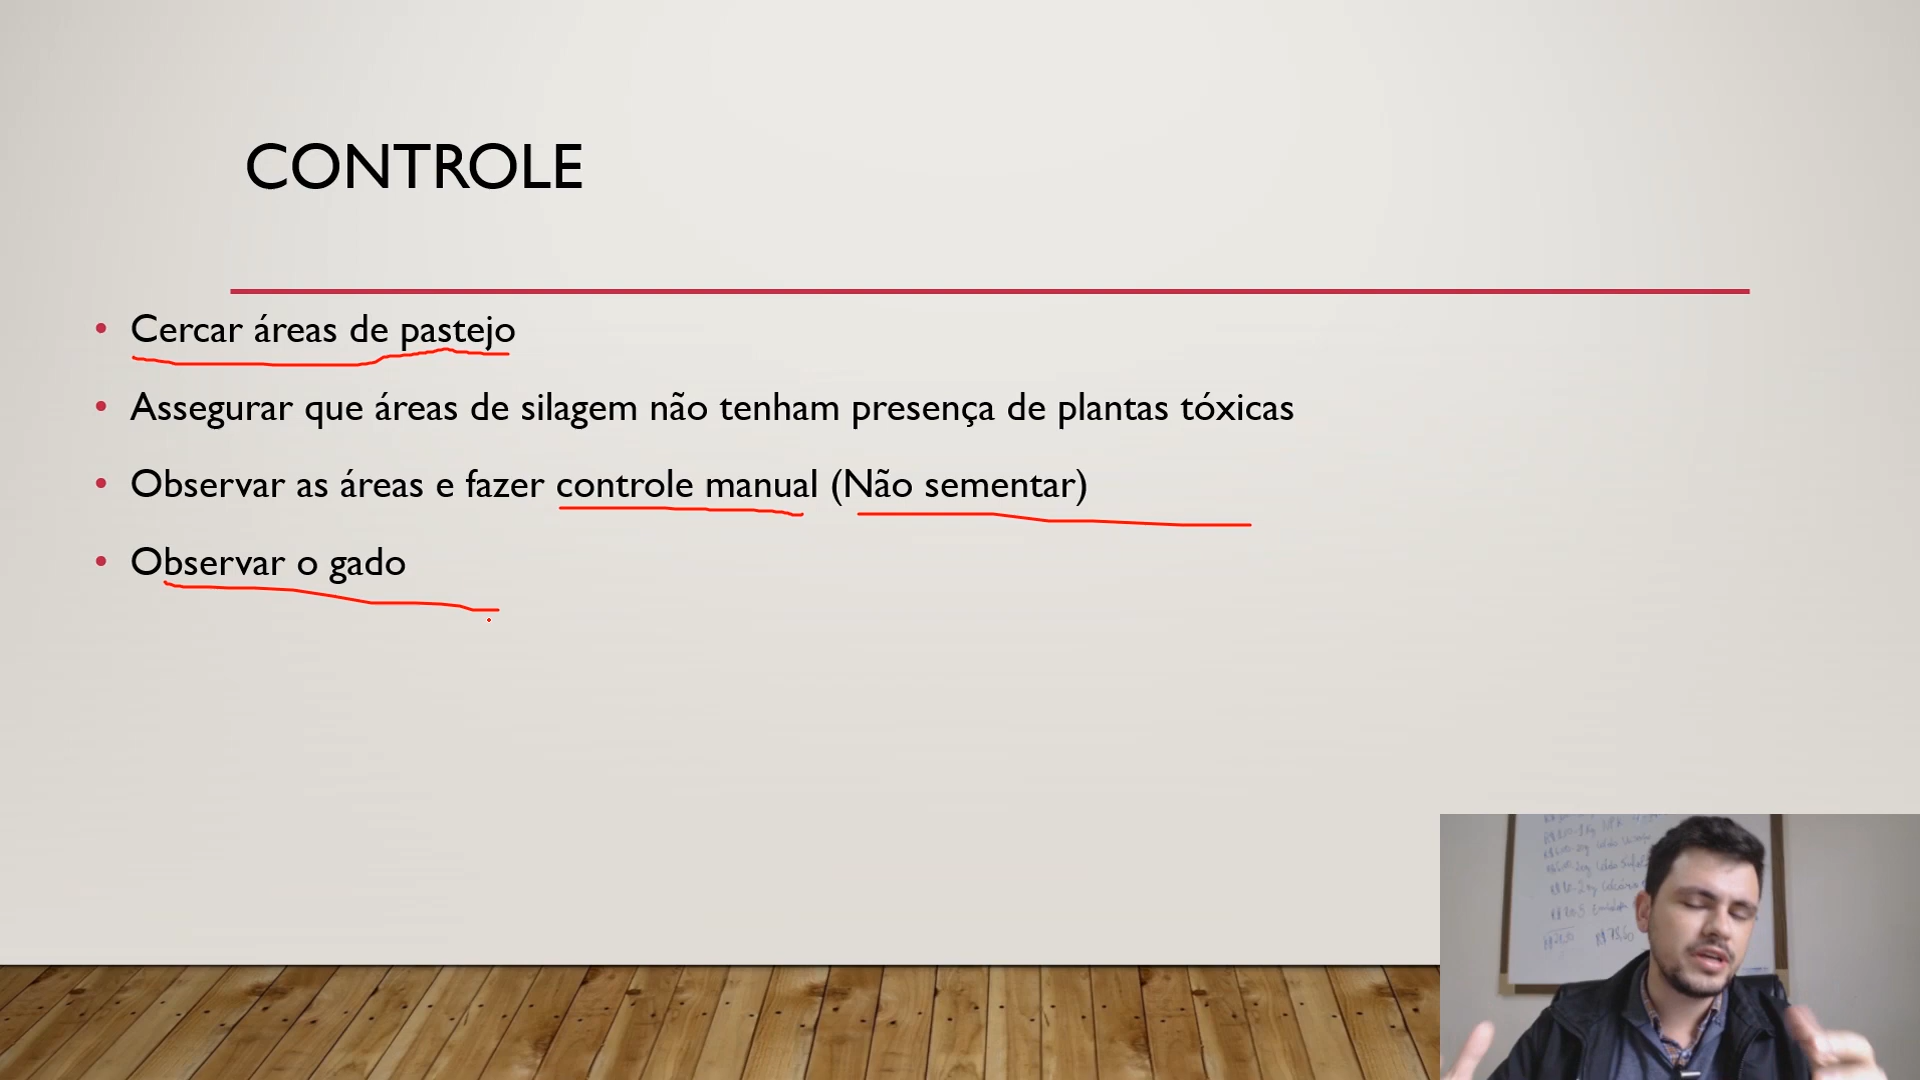 CONTROLE
• Cercar áreas de pastejo
• Assegurar que áreas de silagem não tenham presença de plantas tóxicas
• Observar as áreas e fazer controle manual (Não sementar)
• Observar o gado